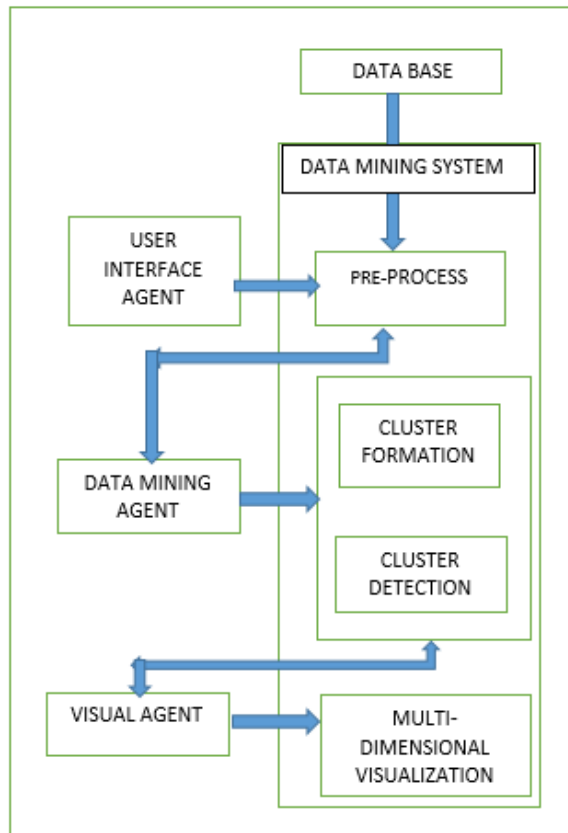 DATA BASE
DATA MINING SYSTEM
USER
INTERFACE
AGENT
PRE-PROCESS
CLUSTER
FORMATION
DATA MINING
AGENT
CLUSTER
DETECTION
VISUAL AGENT
MULTI-
DIMENSIONAL
VISUALIZATION